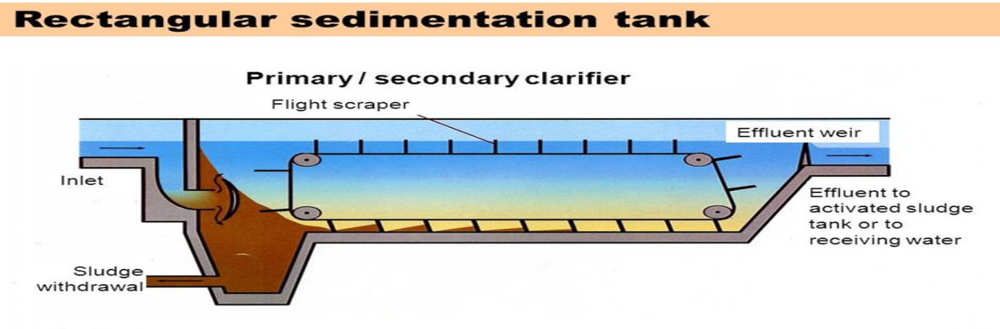 Rectangular sedimentation tank
Primary / secondary clarifier
Flight scraper
Effluent weir
Inlet
Effluent to
activated sludge
tank or to
receiving water
Sludge
withdrawal